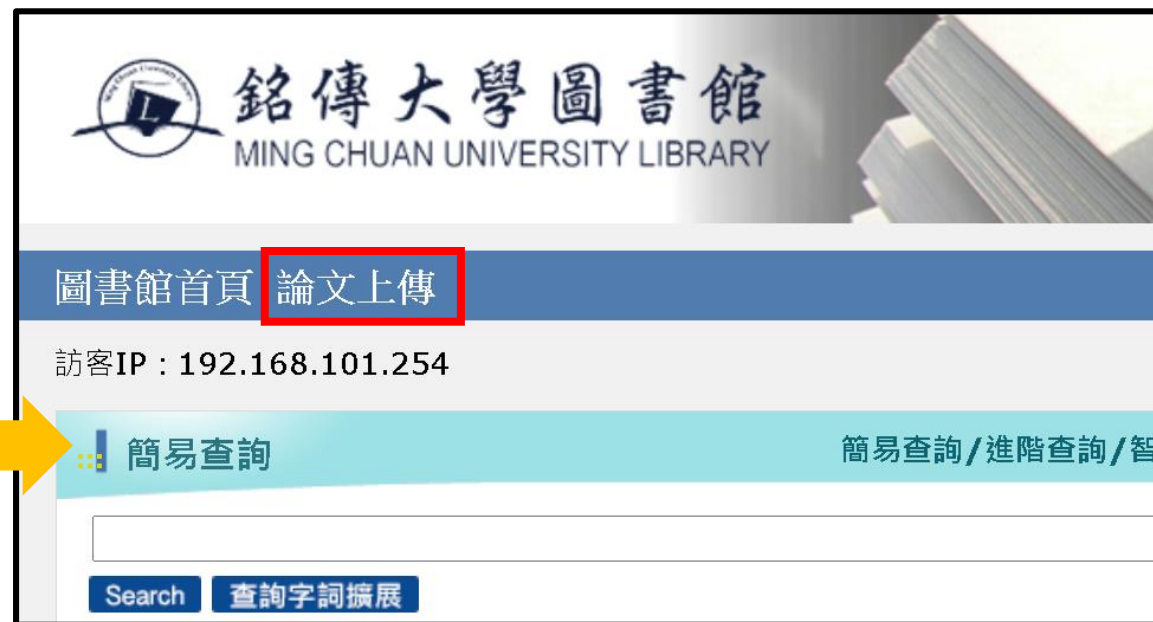 銘傳大學圖書館
MING CHUAN UNIVERSITY LIBRARY
圖書館首頁 論文上傳
訪客IP：192.168.101.254
簡易查詢 簡易查詢/進階查詢/智
Search 查詢字詞擴展